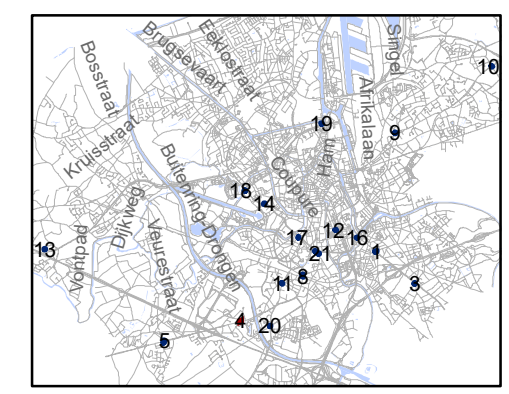 Eeklostraat
Brugsevaart
Singel
Bosstraat
10
Afrikalaan
19
9
Kruisstraat
Ham
Buitenring-Drongen
Coupure
18
14
Dijkweg
12
17
16
13
21
1
Vontpad
Veurestraat
8
11
3
4
20
5